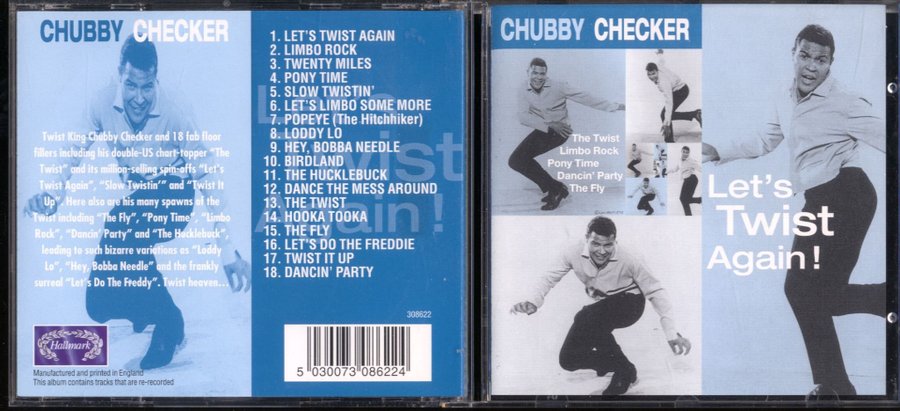 CHUBBY CHECKER
Twist King Chubby Checker and 18 fab floor
fillers including his double-US chart-topper “The
Twist” and its million-selling spin-offs “Let's
Twist Again”, “Slow Twistin'” and “Twist It
Up”. Here also are his many spawns of the
Twist including “The Fly”, “Pony Time”, “Limbo
Rock”, “Dancin' Party” and “The Hucklebuck”,
leading to such bizarre variations as “Loddy
Lo”, “Hey, Bobba Needle” and the frankly
surreal “Let's Do The Freddy”. Twist heaven...
Hallmark
Manufactured and printed in England
This album contains tracks that are re-recorded
1. LET'S TWIST AGAIN
2. LIMBO ROCK
3. TWENTY MILES
4. PONY TIME
5. SLOW TWISTIN'
6. LET'S LIMBO SOME MORE
7. POPEYE (The Hitchhiker)
8. LODDY LO
9. HEY, BOBBA NEEDLE
10. BIRDLAND
11. THE HUCKLEBUCK
12. DANCE THE MESS AROUND
13. THE TWIST
14. HOOKA TOOKA
15. THE FLY
16. LET'S DO THE FREDDIE
17. TWIST IT UP
18. DANCIN' PARTY
Let's
Twist
Again!
308622
5 030073 086224
CHUBBY CHECKER
The Twist
Limbo Rock
Pony Time
Dancin' Party
The Fly
Let's
Twist
Again!